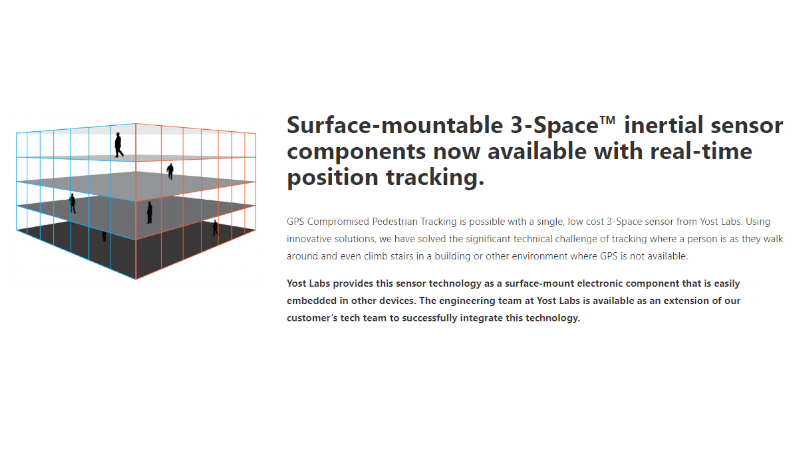 Surface-mountable 3-Space™ inertial sensor
components now available with real-time
position tracking.
GPS Compromised Pedestrian Tracking is possible with a single, low cost 3-Space sensor from Yost Labs. Using
innovative solutions, we have solved the significant technical challenge of tracking where a person is as they walk
around and even climb stairs in a building or other environment where GPS is not available.
Yost Labs provides this sensor technology as a surface-mount electronic component that is easily
embedded in other devices. The engineering team at Yost Labs is available as an extension of our
customer's tech team to successfully integrate this technology.